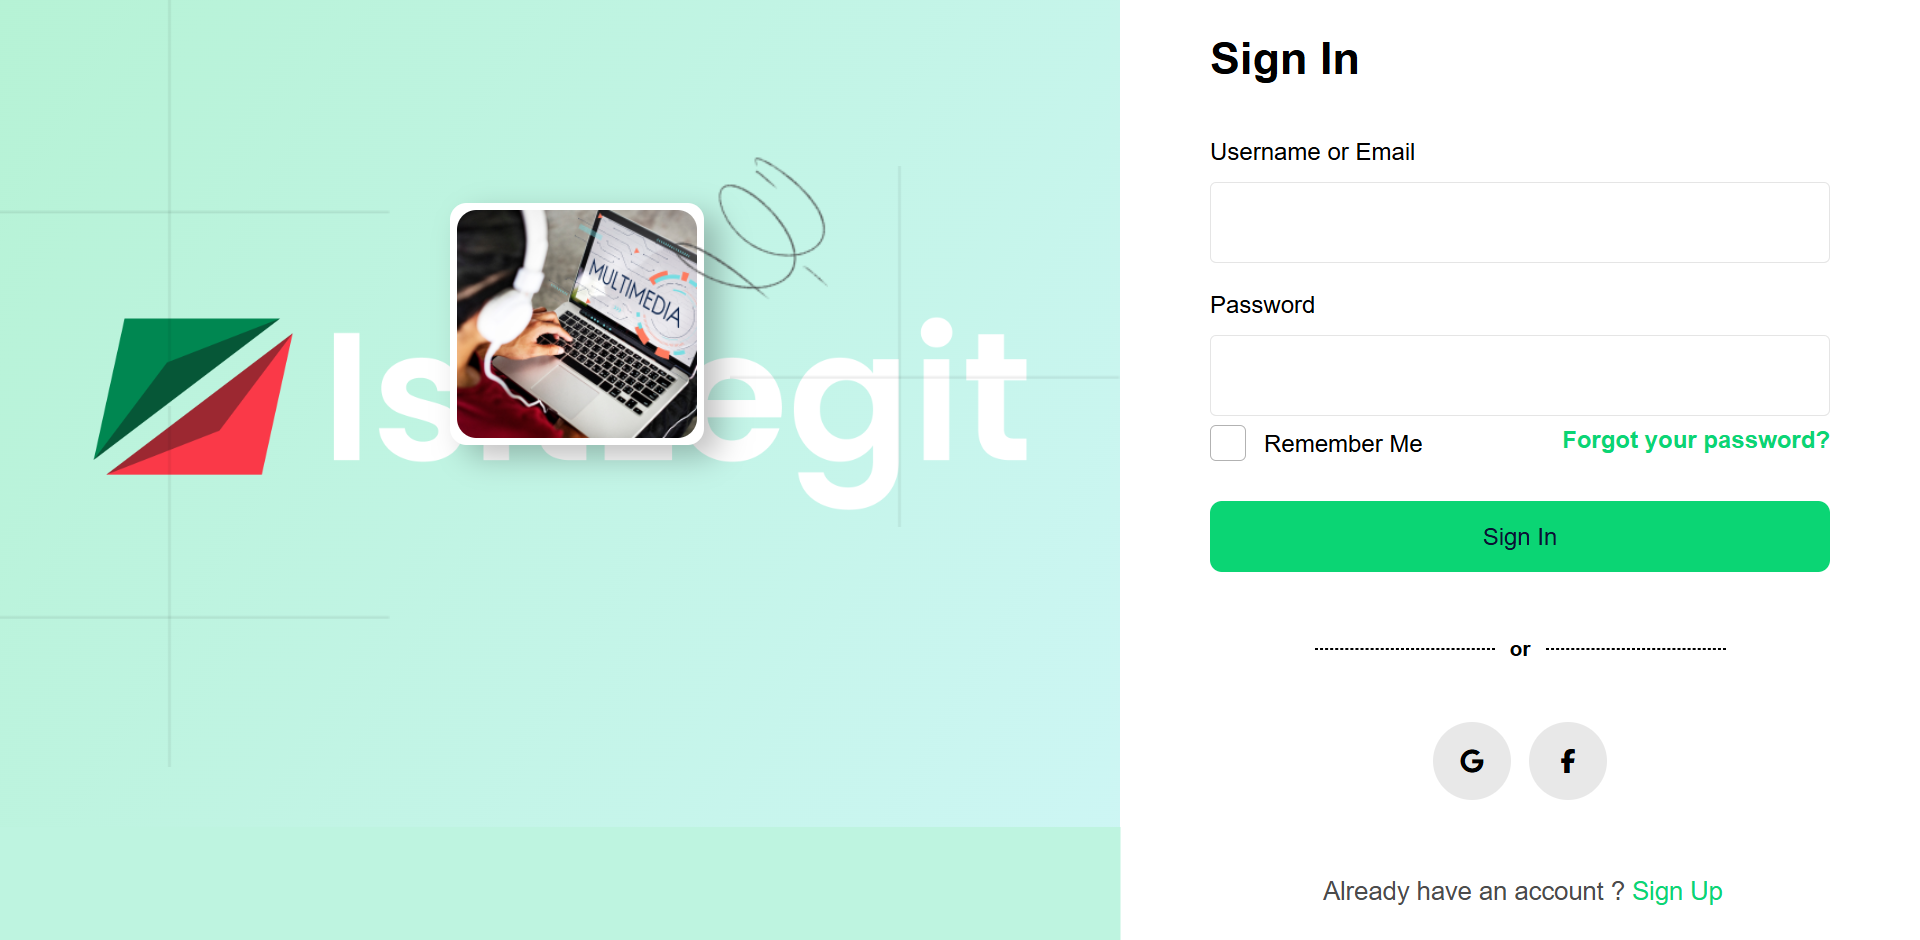 Sign In
Username or Email
Password
Remember Me
Forgot your password?
Sign In
or
G f
Already have an account ? Sign Up
MULTIMEDIA
Is egit